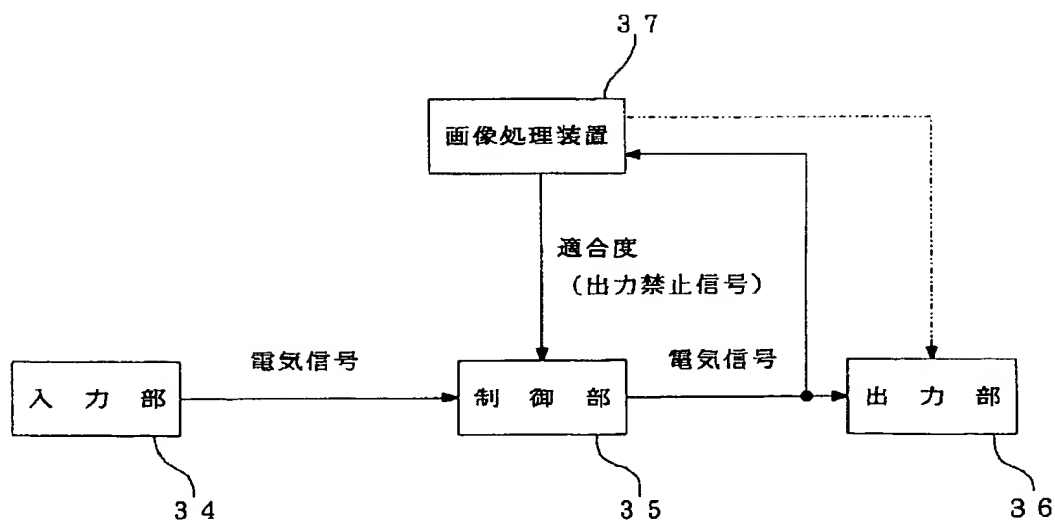 ３７
画像処理装置
適合度
（出力禁止信号）
電気信号
電気信号
入力部
制御部
出力部
３４
３５
３６